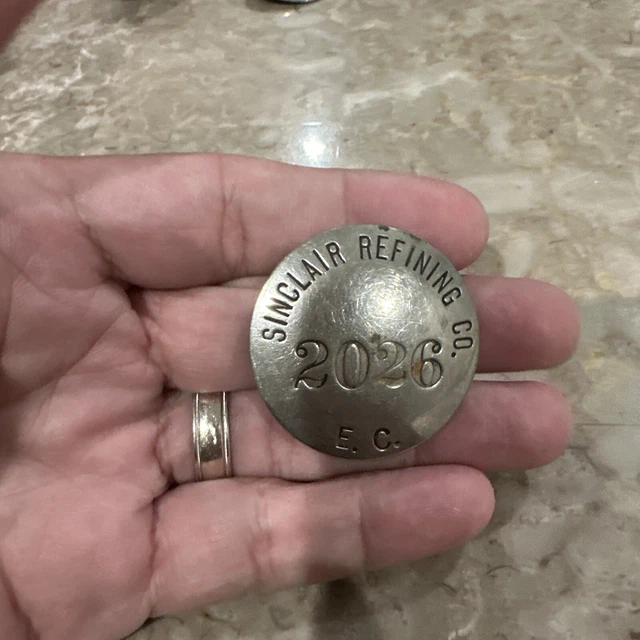 SINCLAIR REFINING CO.
2026
E. C.